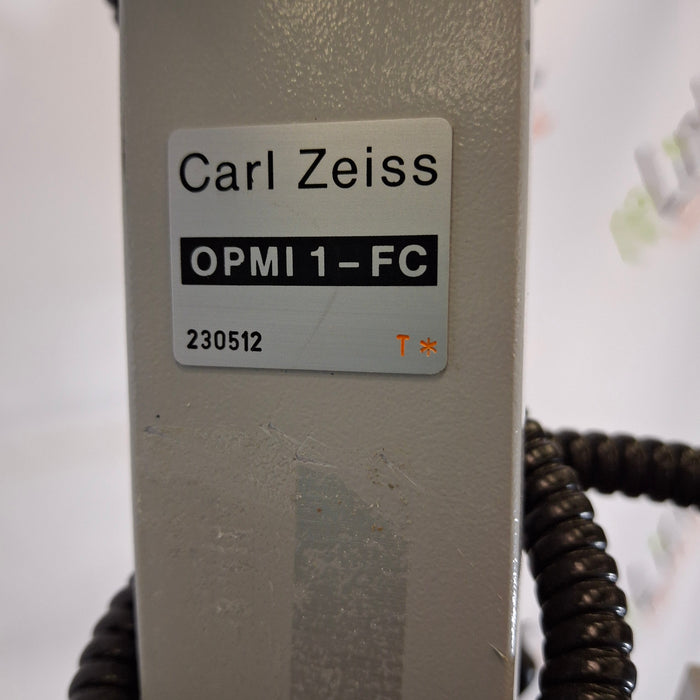 Carl Zeiss
OPMI 1-FC
230512 T*